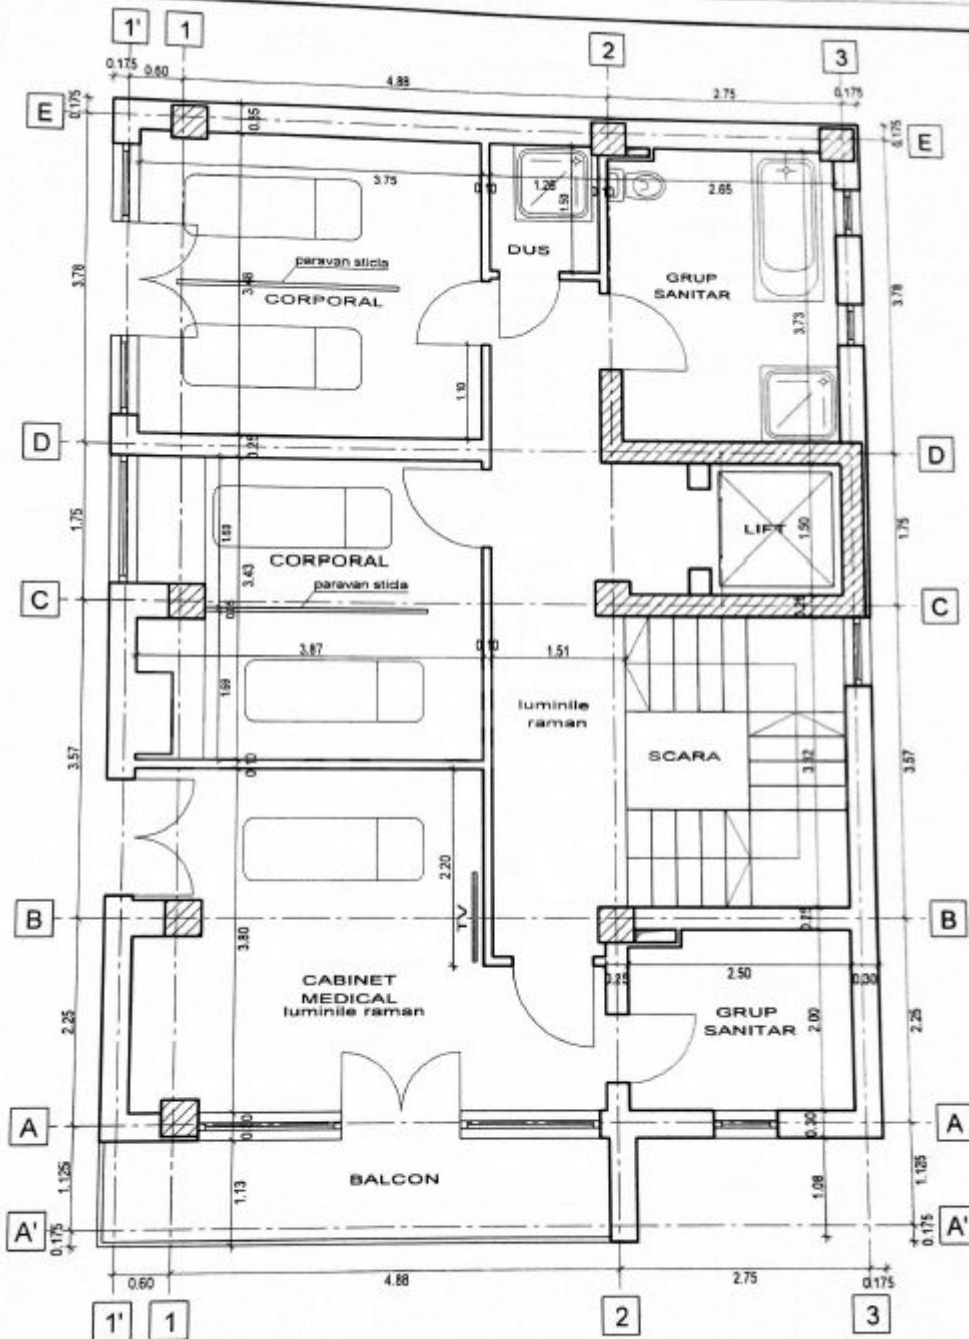 1' 1 2 3
0.175 0.60 4.88 2.75 0.175
E 0.175 0.35 0.175 E
3.75 0.10 1.26 0.10 2.65
1.50
DUS
GRUP
SANITAR
paravan sticla
CORPORAL
3.78 3.48 3.73 3.78
1.10
D 0.25 D
1.75 1.50 1.75
LIFT
CORPORAL
3.43
paravan sticla
C 0.25 C
3.87 0.10 1.51
luminile
raman
SCARA
3.57 3.32 3.57
0.10
2.20
TV
B 0.25 B
3.80
CABINET
MEDICAL
luminile raman
0.25 2.50 0.30
GRUP
SANITAR
2.25 2.00 2.25
A 0.30 0.30 A
BALCON
1.125 1.13 1.08 1.125
A' 0.175 0.175 A'
0.60 4.88 2.75 0.175
1' 1 2 3